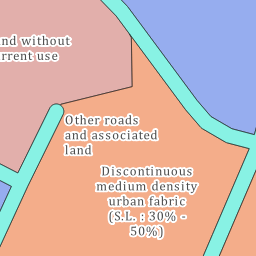 nd without
rrent use
Other roads
and associated
land
Discontinuous
medium density
urban fabric
(S.L. : 30% -
50%)